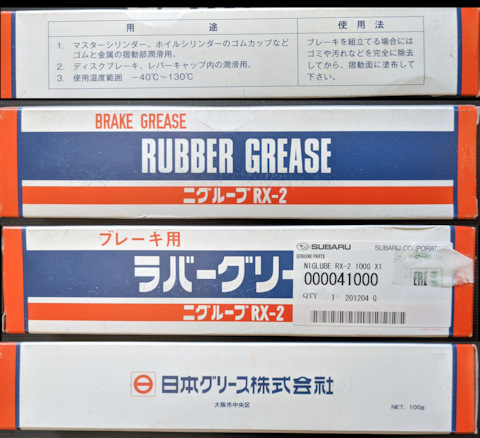 用 途
1. マスターシリンダー、ホイルシリンダーのゴムカップなど
ゴムと金属の摺動部潤滑用。
2. ディスクブレーキ、レバーキャップ内の潤滑用。
3. 使用温度範囲 −40℃〜130℃
使 用 法
ブレーキを組立てる場合には
ゴミや汚れなどを完全に除去
してから、摺動面に塗布して
下さい。
BRAKE GREASE
RUBBER GREASE
ニグルーブRX-2
ブレーキ用
ラバーグリー
ニグルーブRX-2
SUBARU
SUBARU CORPORAT
GENUINE PARTS
NIGLUBE RX-2 100G X1
000041000
QTY 1 201204 G
EAC
日本グリース株式会社
大阪市中央区
NET. 100g